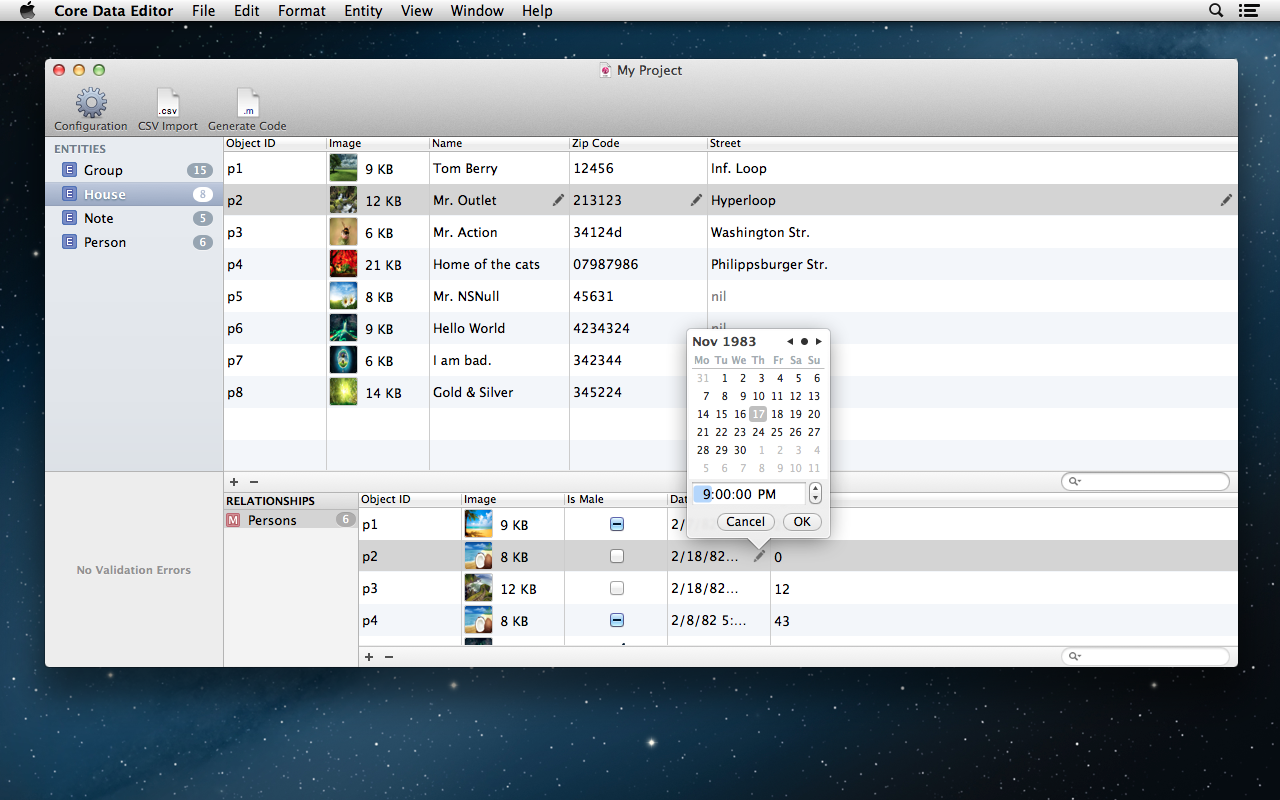 Core Data Editor File Edit Format Entity View Window Help
My Project
.csv .m
Configuration CSV Import Generate Code
ENTITIES
E Group 15
E House 8
E Note 5
E Person 6
Object ID Image Name Zip Code Street
p1 9 KB Tom Berry 12456 Inf. Loop
p2 12 KB Mr. Outlet 213123 Hyperloop
p3 6 KB Mr. Action 34124d Washington Str.
p4 21 KB Home of the cats 07987986 Philippsburger Str.
p5 8 KB Mr. NSNull 45631 nil
p6 9 KB Hello World 4234324 nil
p7 6 KB I am bad. 342344
p8 14 KB Gold & Silver 345224
Nov 1983
Mo Tu We Th Fr Sa Su
31 1 2 3 4 5 6
7 8 9 10 11 12 13
14 15 16 17 18 19 20
21 22 23 24 25 26 27
28 29 30 1 2 3 4
5 6 7 8 9 10 11
9:00:00 PM
Cancel OK
+ −
No Validation Errors
RELATIONSHIPS
M Persons 6
Object ID Image Is Male Dat
p1 9 KB 2/
p2 8 KB 2/18/82... 0
p3 12 KB 2/18/82... 12
p4 8 KB 2/8/82 5:... 43
+ −